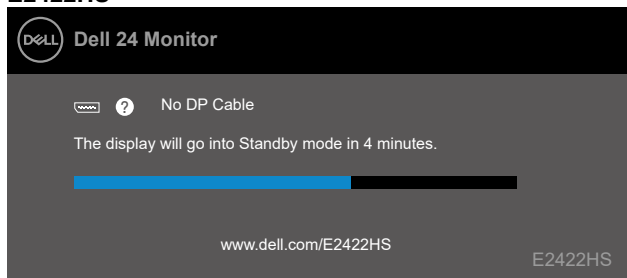 E2422HS
DELL
Dell 24 Monitor
? No DP Cable
The display will go into Standby mode in 4 minutes.
www.dell.com/E2422HS
E2422HS